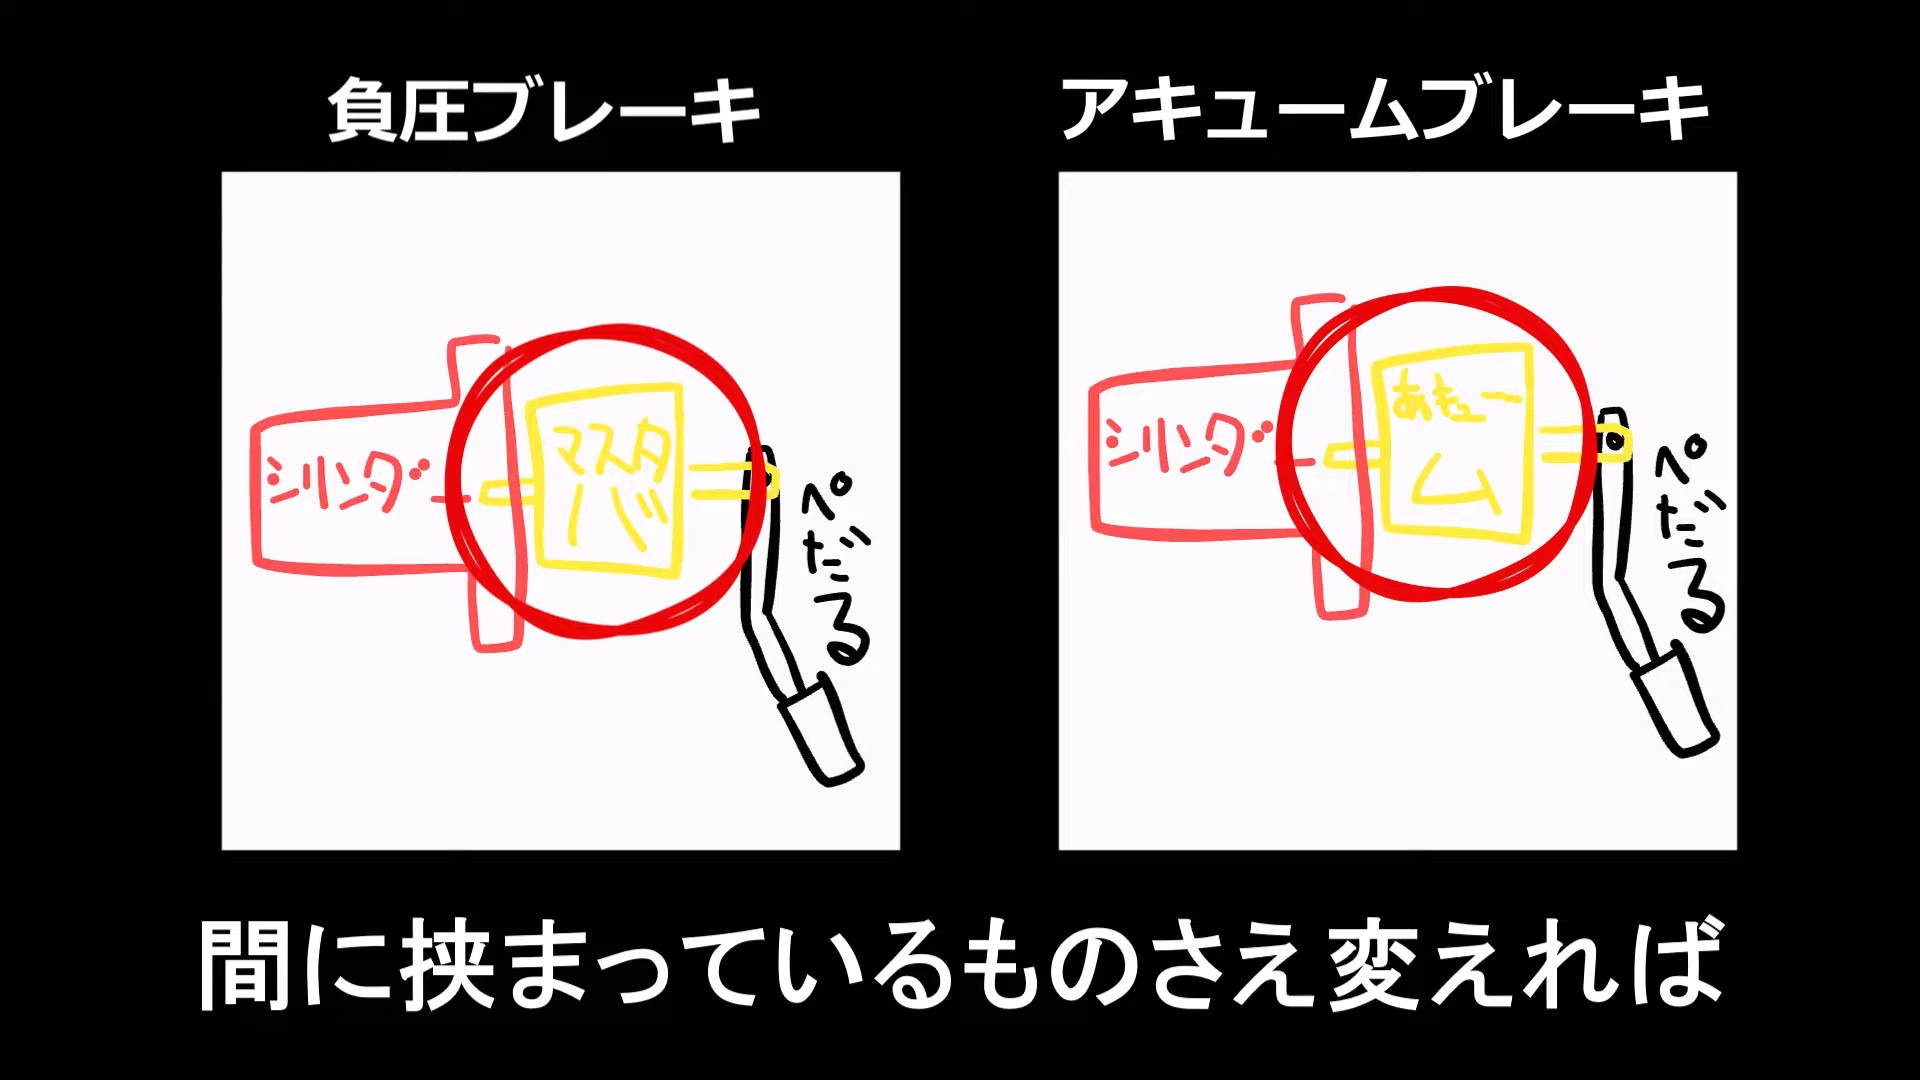 負圧ブレーキ
アキュームブレーキ
シリンダー
マスタ
バ
ぺだる
シリンダー
あキュー
ム
ぺだる
間に挟まっているものさえ変えれば